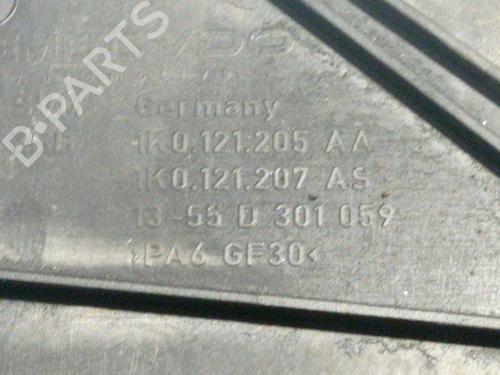 B-PARTS
Germany
1K0.121.205 AA
1K0.121.207 AS
13-55 D 301 059
>PA6 GF30<